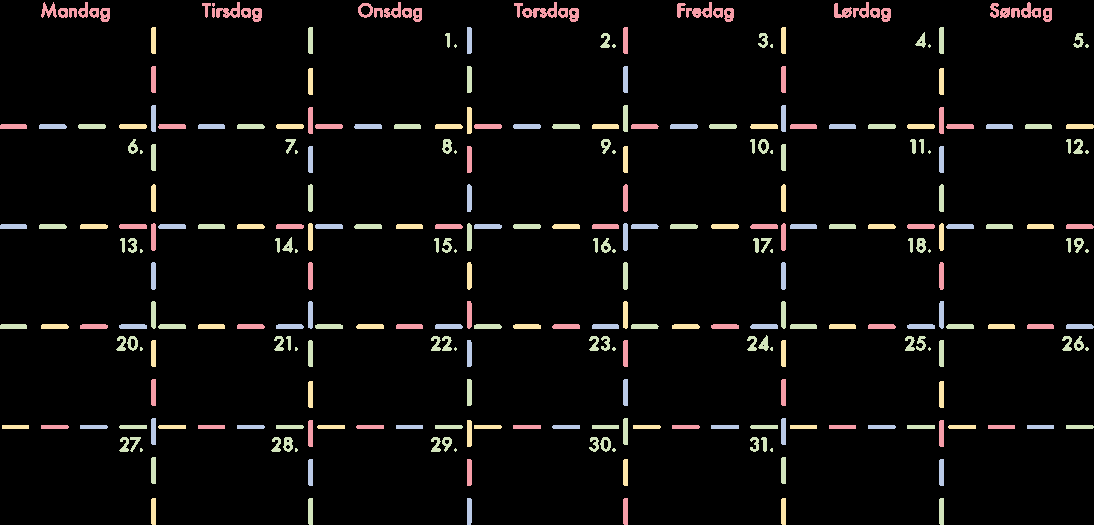 Mandag Tirsdag Onsdag Torsdag Fredag Lørdag Søndag
1. 2. 3. 4. 5.
6. 7. 8. 9. 10. 11. 12.
13. 14. 15. 16. 17. 18. 19.
20. 21. 22. 23. 24. 25. 26.
27. 28. 29. 30. 31.